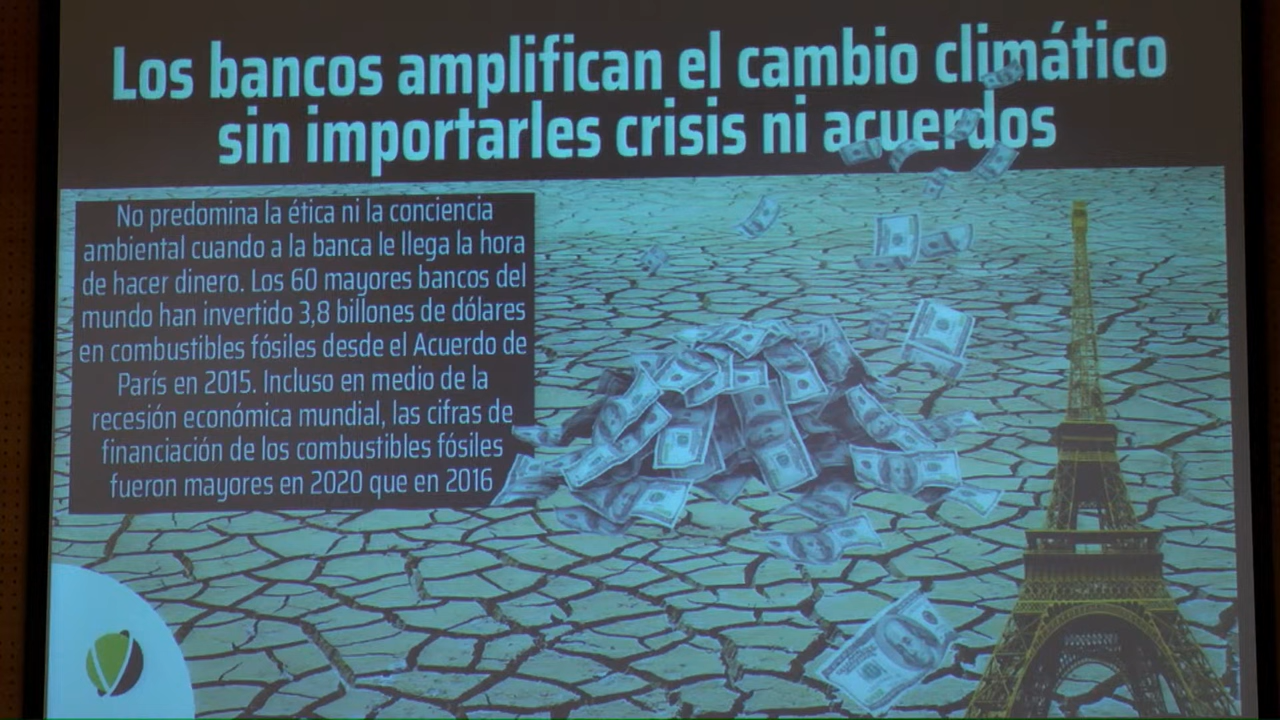 Los bancos amplifican el cambio climático
sin importarles crisis ni acuerdos
No predomina la ética ni la conciencia
ambiental cuando a la banca le llega la hora
de hacer dinero. Los 60 mayores bancos del
mundo han invertido 3,8 billones de dólares
en combustibles fósiles desde el Acuerdo de
París en 2015. Incluso en medio de la
recesión económica mundial, las cifras de
financiación de los combustibles fósiles
fueron mayores en 2020 que en 2016